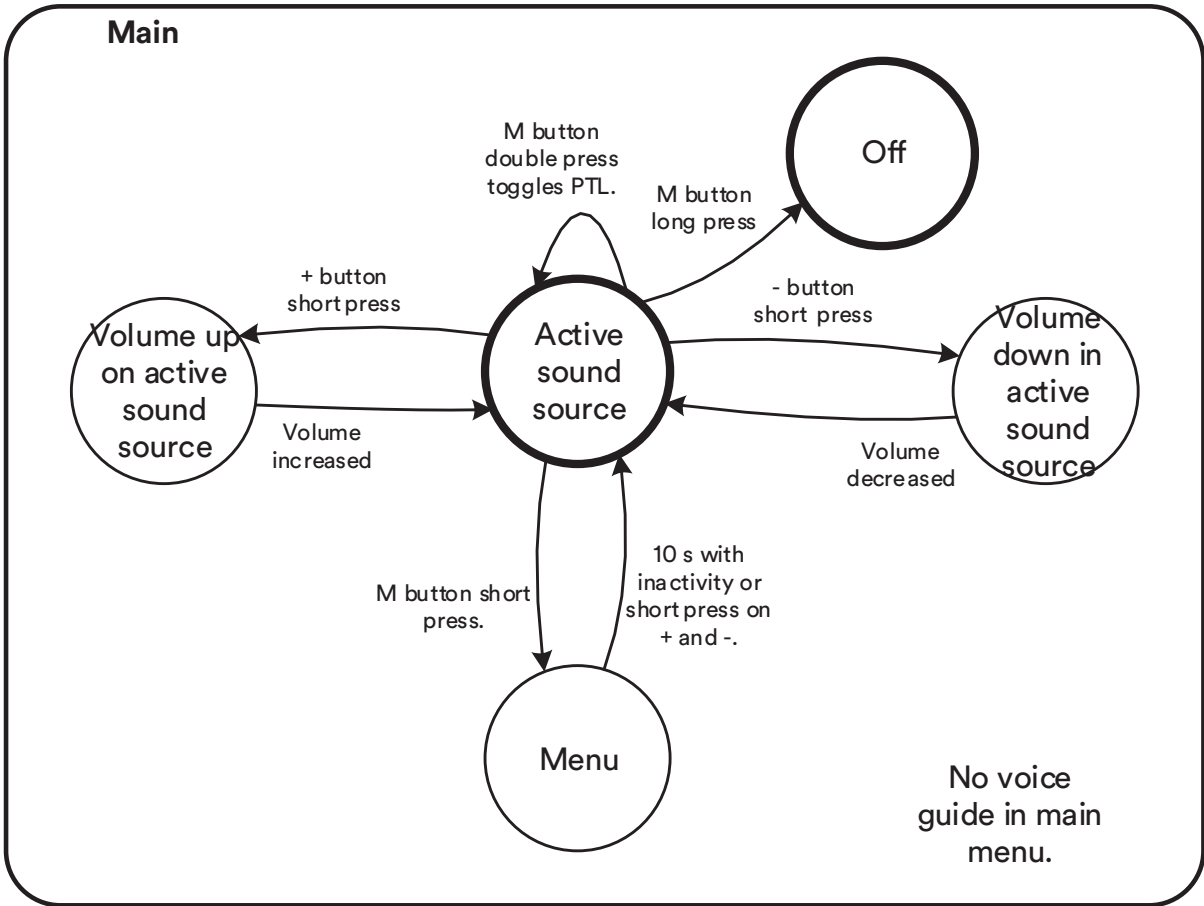 Main
Off
M button
double press
toggles PTL.
M button
long press
+ button
short press
- button
short press
Volume up
on active
sound
source
Active
sound
source
Volume
down in
active
sound
source
Volume
increased
Volume
decreased
M button short
press.
10 s with
inactivity or
short press on
+ and -.
Menu
No voice
guide in main
menu.